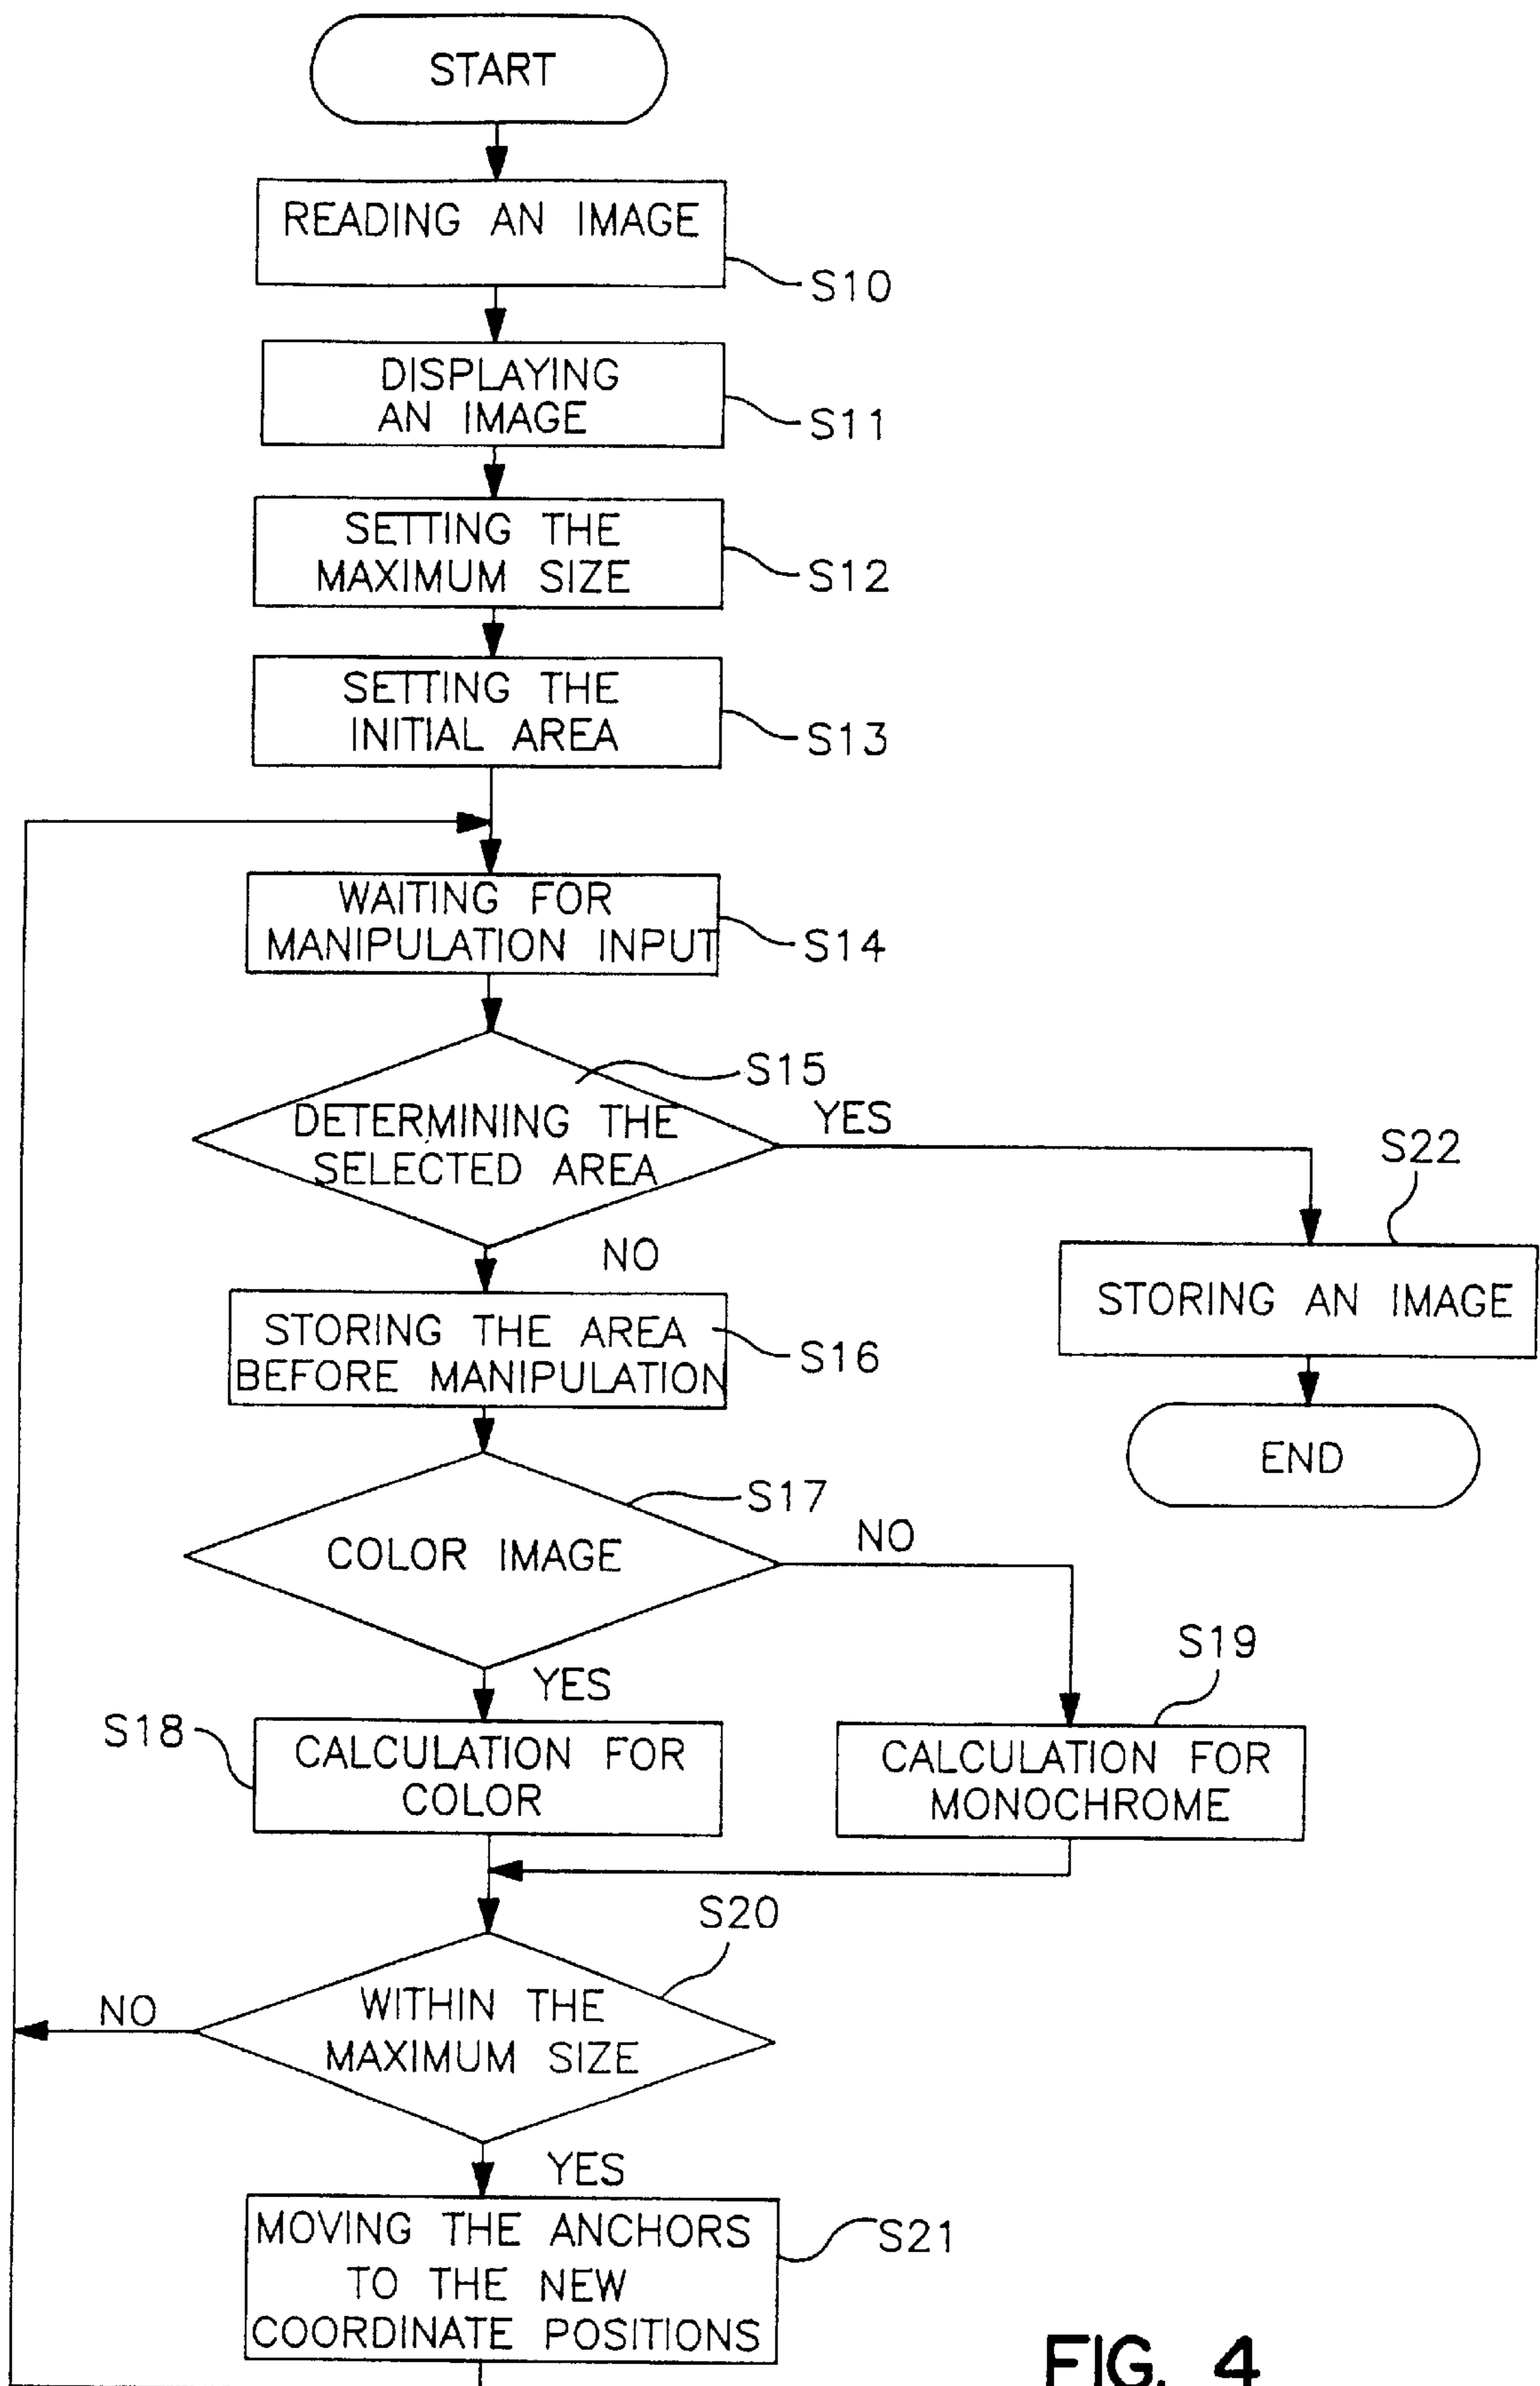 START
READING AN IMAGE
S10
DISPLAYING
AN IMAGE
S11
SETTING THE
MAXIMUM SIZE
S12
SETTING THE
INITIAL AREA
S13
WAITING FOR
MANIPULATION INPUT
S14
S15
DETERMINING THE
SELECTED AREA
YES
NO
S22
STORING AN IMAGE
END
STORING THE AREA
BEFORE MANIPULATION
S16
S17
COLOR IMAGE
NO
YES
S18
CALCULATION FOR
COLOR
S19
CALCULATION FOR
MONOCHROME
S20
WITHIN THE
MAXIMUM SIZE
NO
YES
MOVING THE ANCHORS
TO THE NEW
COORDINATE POSITIONS
S21
FIG. 4